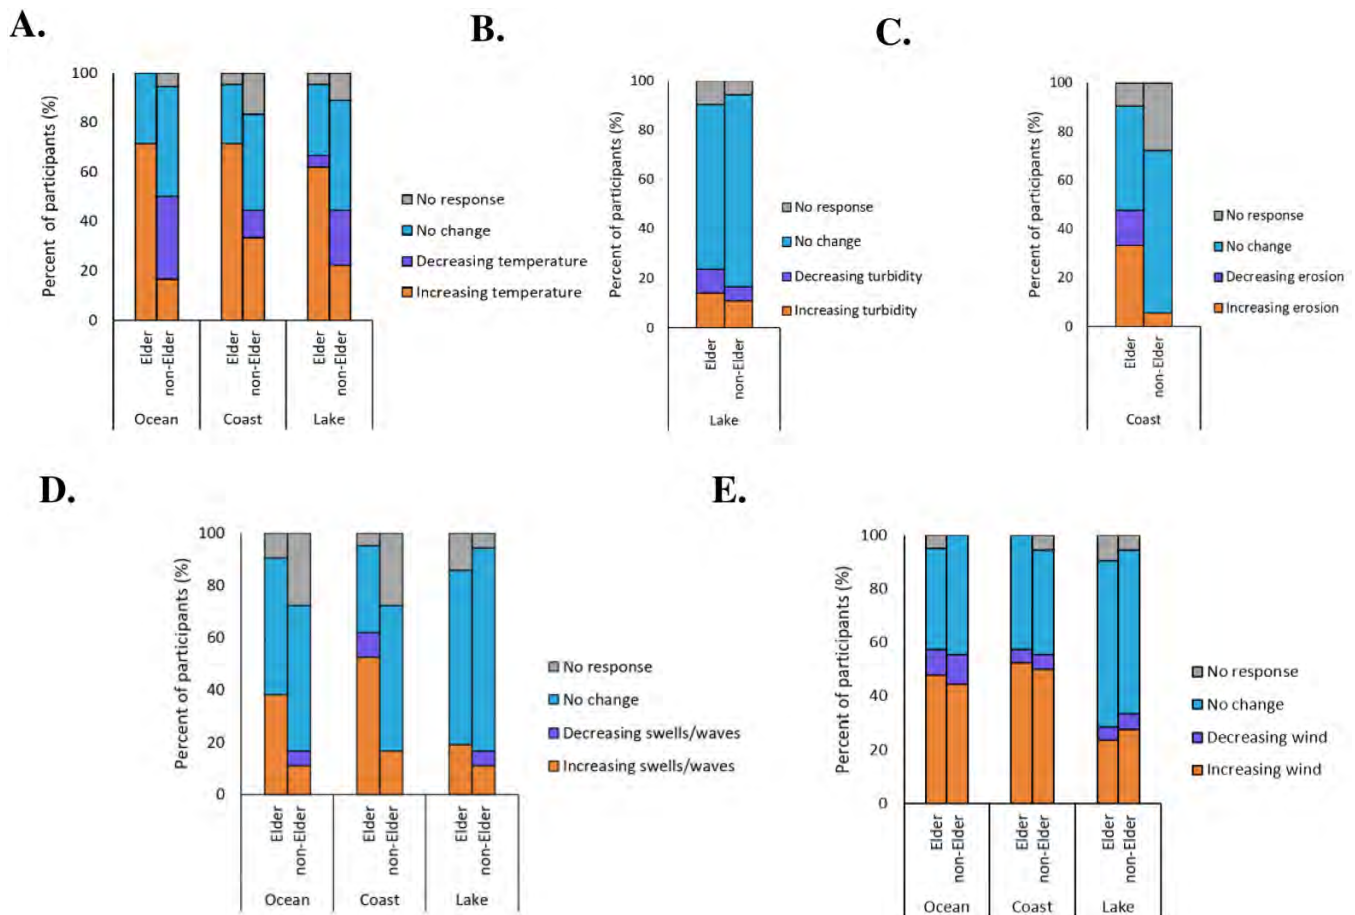 A.
Percent of participants (%)
100
80
60
40
20
0
Elder
non-Elder
Elder
non-Elder
Elder
non-Elder
Ocean
Coast
Lake
No response
No change
Decreasing temperature
Increasing temperature
B.
Percent of participants (%)
100
80
60
40
20
0
Elder
non-Elder
Lake
No response
No change
Decreasing turbidity
Increasing turbidity
C.
Percent of participants (%)
100
80
60
40
20
0
Elder
non-Elder
Coast
No response
No change
Decreasing erosion
Increasing erosion
D.
Percent of participants (%)
100
80
60
40
20
0
Elder
non-Elder
Elder
non-Elder
Elder
non-Elder
Ocean
Coast
Lake
No response
No change
Decreasing swells/waves
Increasing swells/waves
E.
Percent of participants (%)
100
80
60
40
20
0
Elder
non-Elder
Elder
non-Elder
Elder
non-Elder
Ocean
Coast
Lake
No response
No change
Decreasing wind
Increasing wind